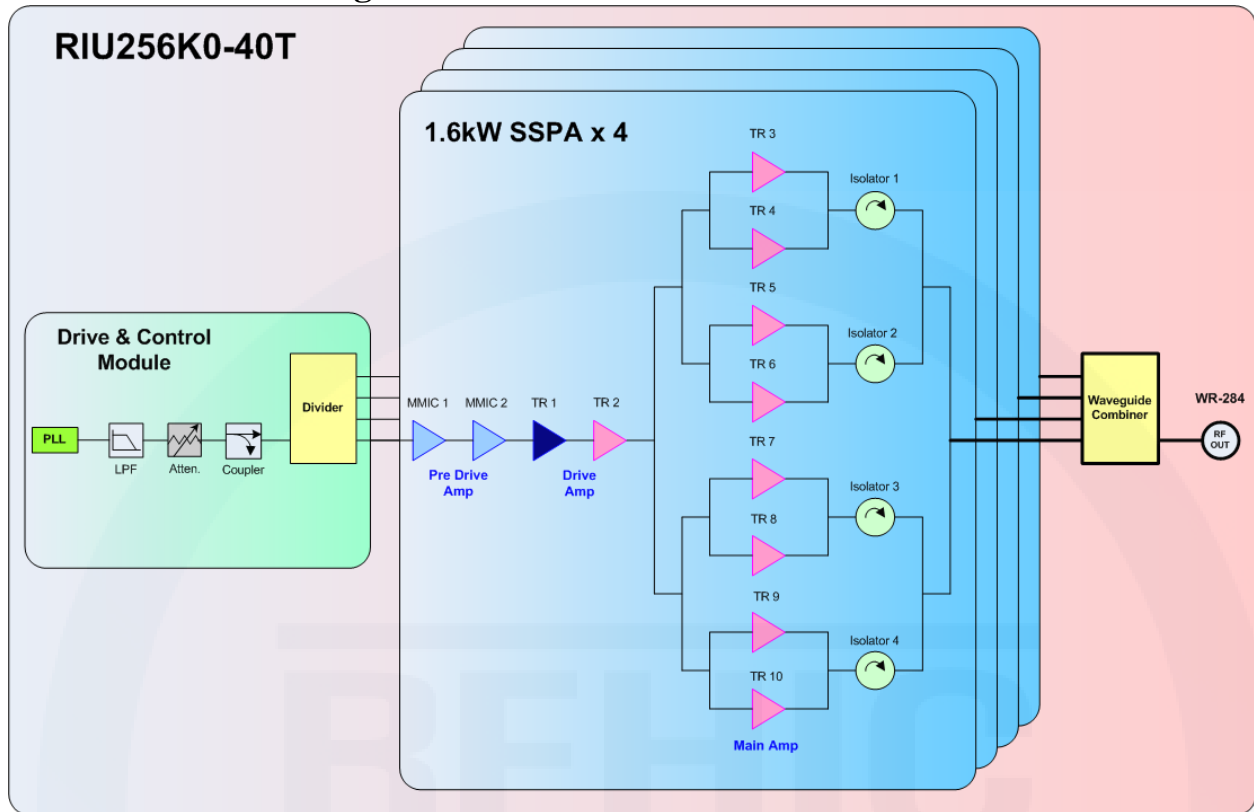 RIU256K0-40T
1.6kW SSPA x 4
TR 3
Isolator 1
TR 4
TR 5
Isolator 2
TR 6
Drive & Control
Module
Divider
PLL
LPF
Atten.
Coupler
MMIC 1
MMIC 2
TR 1
TR 2
Pre Drive
Amp
Drive
Amp
TR 7
Isolator 3
TR 8
TR 9
Isolator 4
TR 10
Main Amp
Waveguide
Combiner
WR-284
RF
OUT
RFHIC